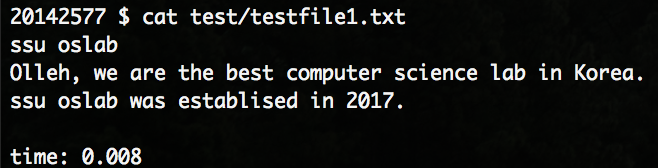 20142577 $ cat test/testfile1.txt
ssu oslab
Olleh, we are the best computer science lab in Korea.
ssu oslab was establised in 2017.
time: 0.008